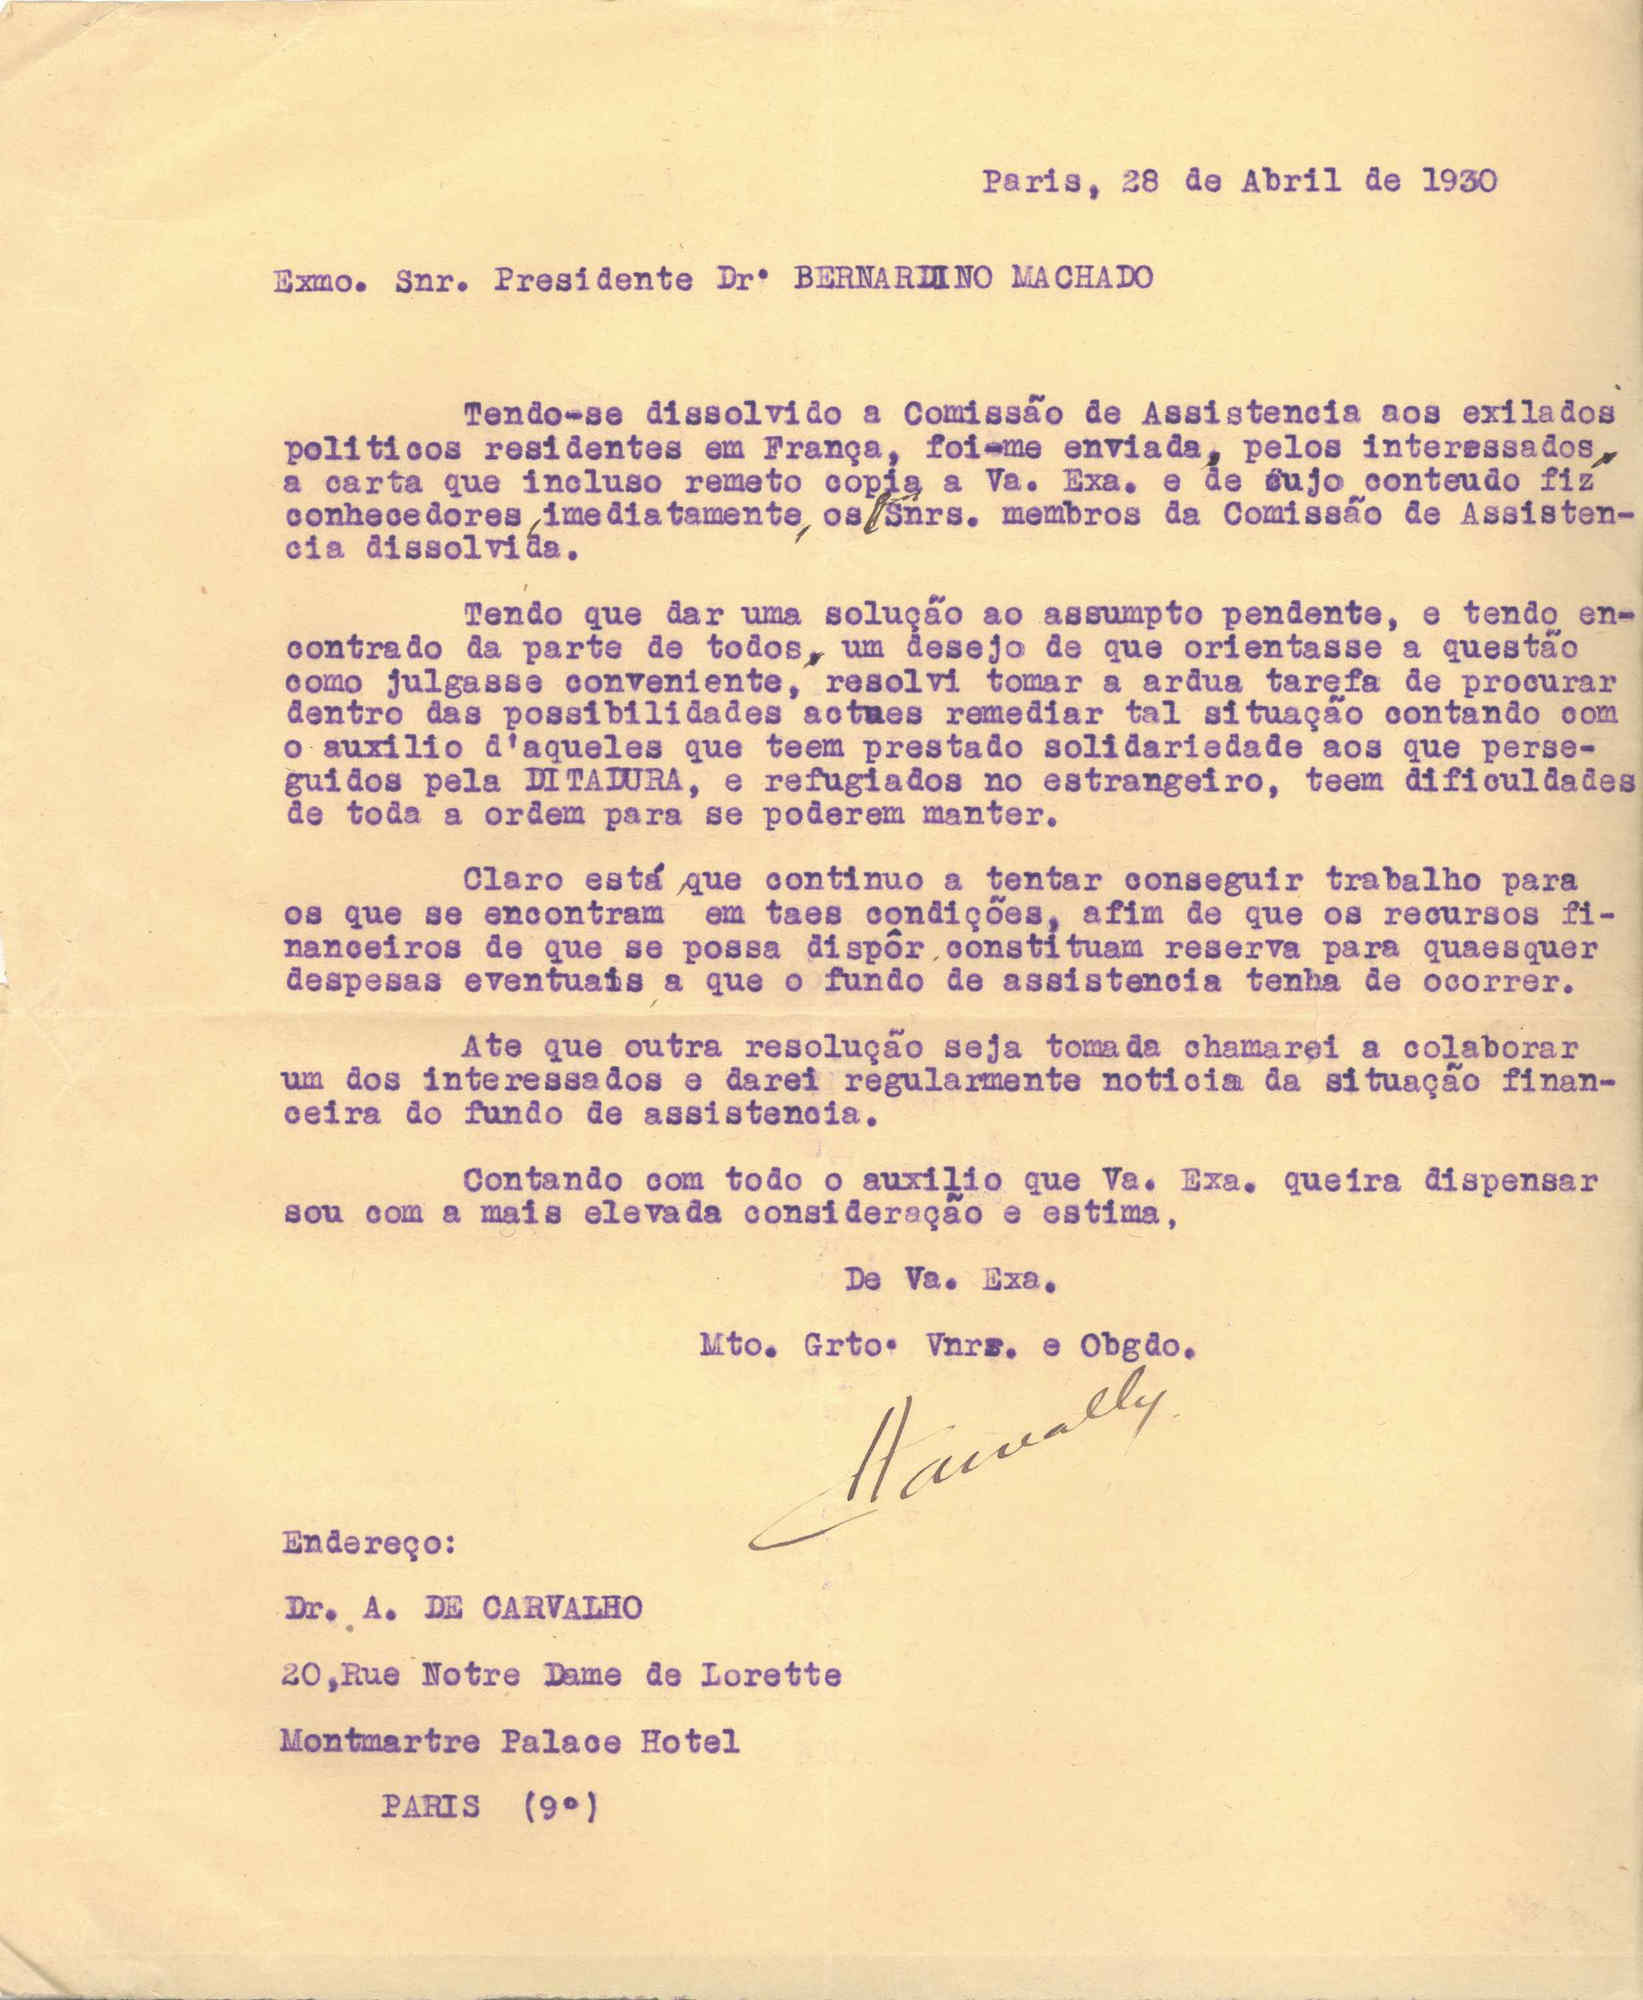 Paris, 28 de Abril de 1930
Exmo. Snr. Presidente Dr. BERNARDINO MACHADO
Tendo-se dissolvido a Comissão de Assistencia aos exilados
politicos residentes em França, foi-me enviada, pelos interessados,
a carta que incluso remeto copia a Va. Exa. e de cujo conteudo fiz
conhecedores, imediatamente, os Snrs. membros da Comissão de Assisten-
cia dissolvida.
Tendo que dar uma solução ao assumpto pendente, e tendo en-
contrado da parte de todos, um desejo de que orientasse a questão
como julgasse conveniente, resolvi tomar a ardua tarefa de procurar
dentro das possibilidades actues remediar tal situação contando com
o auxilio d'aqueles que teem prestado solidariedade aos que perse-
guidos pela DITADURA, e refugiados no estrangeiro, teem dificuldades
de toda a ordem para se poderem manter.
Claro está, que continuo a tentar conseguir trabalho para
os que se encontram em taes condições, afim de que os recursos fi-
nanceiros de que se possa dispôr, constituam reserva para quaesquer
despesas eventuais a que o fundo de assistencia tenha de ocorrer.
Ate que outra resolução seja tomada chamarei a colaborar
um dos interessados e darei regularmente noticia da situação finan-
ceira do fundo de assistencia.
Contando com todo o auxilio que Va. Exa. queira dispensar
sou com a mais elevada consideração e estima,
De Va. Exa.
Mto. Grto. Vnrs. e Obgdo.
Endereço:
Dr. A. DE CARVALHO
20,Rue Notre Dame de Lorette
Montmartre Palace Hotel
PARIS (9º)